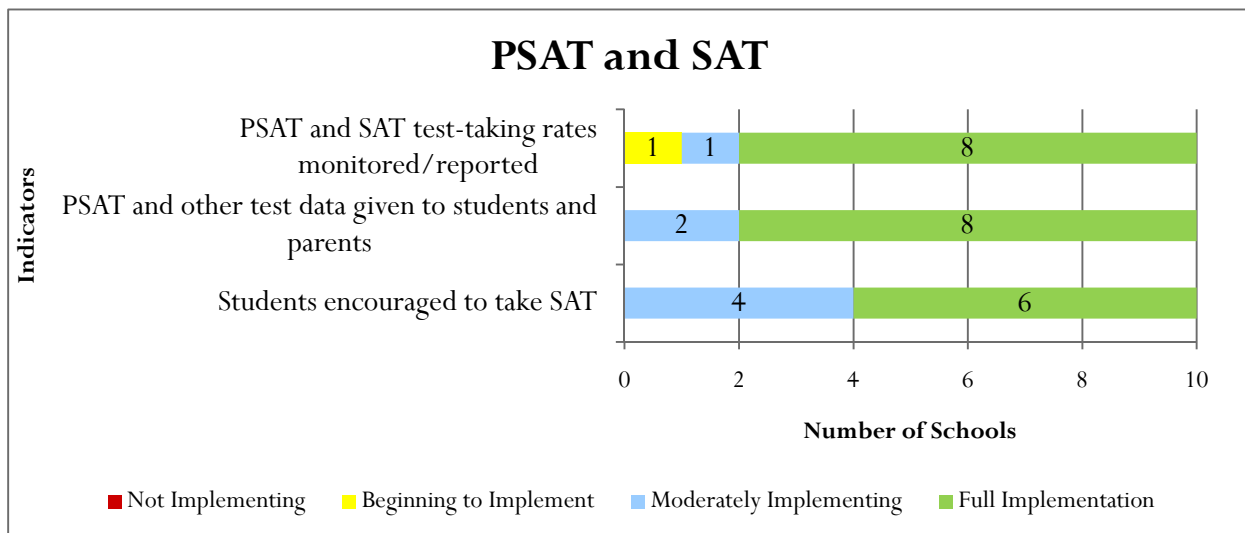 PSAT and SAT
Indicators
PSAT and SAT test-taking rates
monitored/reported
1 1 8
PSAT and other test data given to students and
parents
2 8
Students encouraged to take SAT
4 6
0 2 4 6 8 10
Number of Schools
Not Implementing Beginning to Implement Moderately Implementing Full Implementation